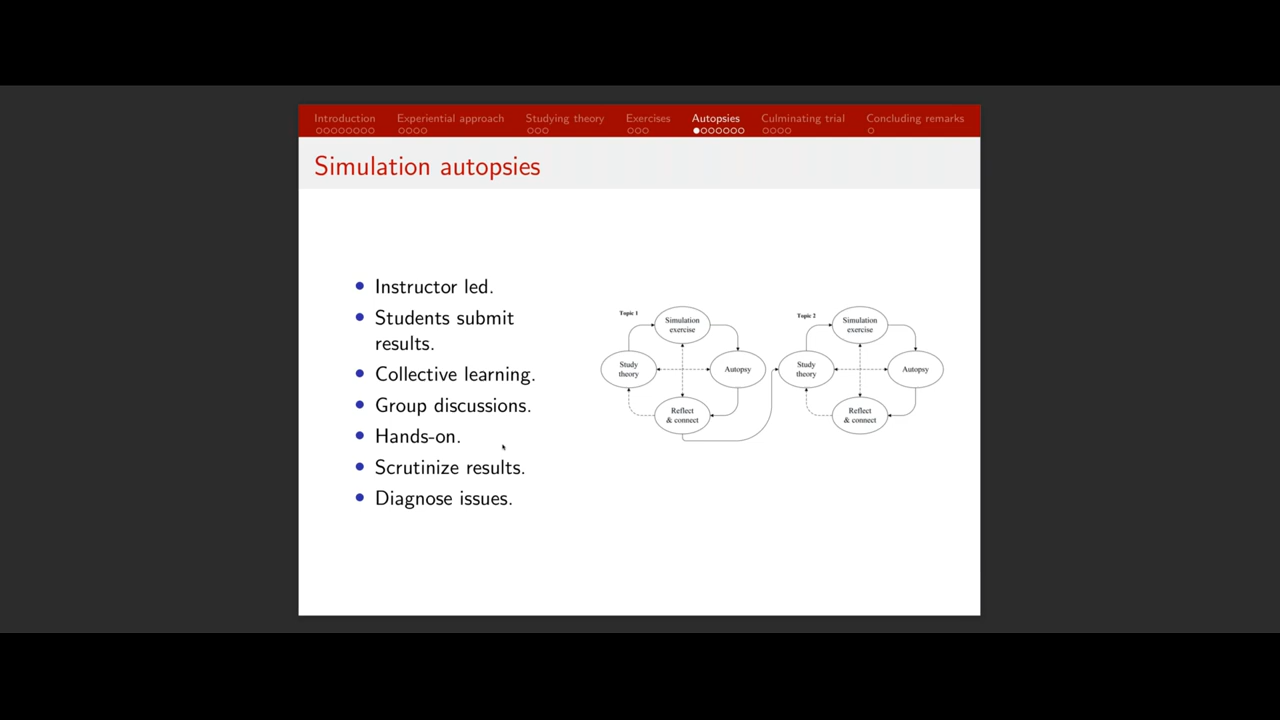 Introduction Experiential approach Studying theory Exercises Autopsies Culminating trial Concluding remarks
Simulation autopsies
• Instructor led.
• Students submit
results.
• Collective learning.
• Group discussions.
• Hands-on.
• Scrutinize results.
• Diagnose issues.
Topic 1
Simulation
exercise
Study
theory
Autopsy
Reflect
& connect
Topic 2
Simulation
exercise
Study
theory
Autopsy
Reflect
& connect